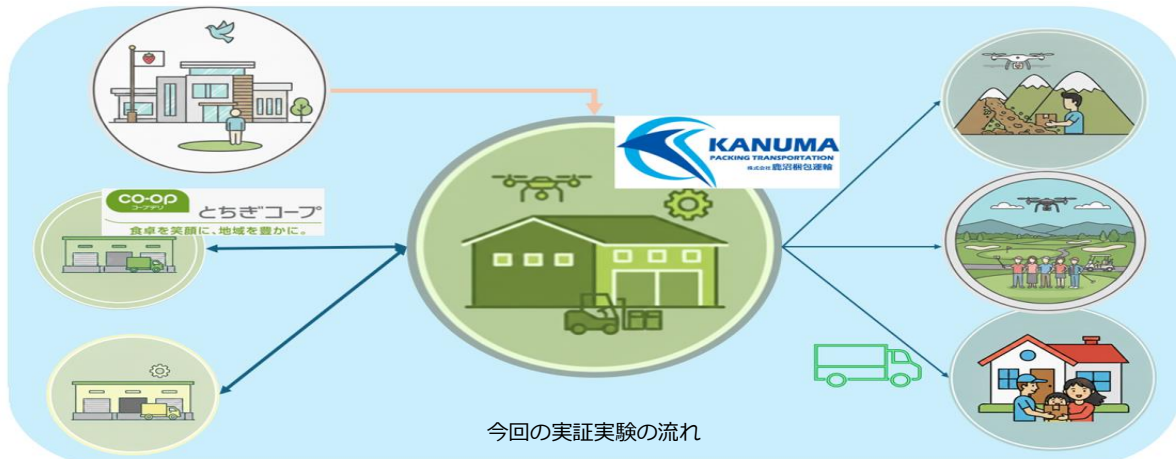 co-op
コープデリ
とちぎコープ
食卓を笑顔に、地域を豊かに。
KANUMA
PACKING TRANSPORTATION
株式会社 鹿沼梱包運輸
今回の実証実験の流れ